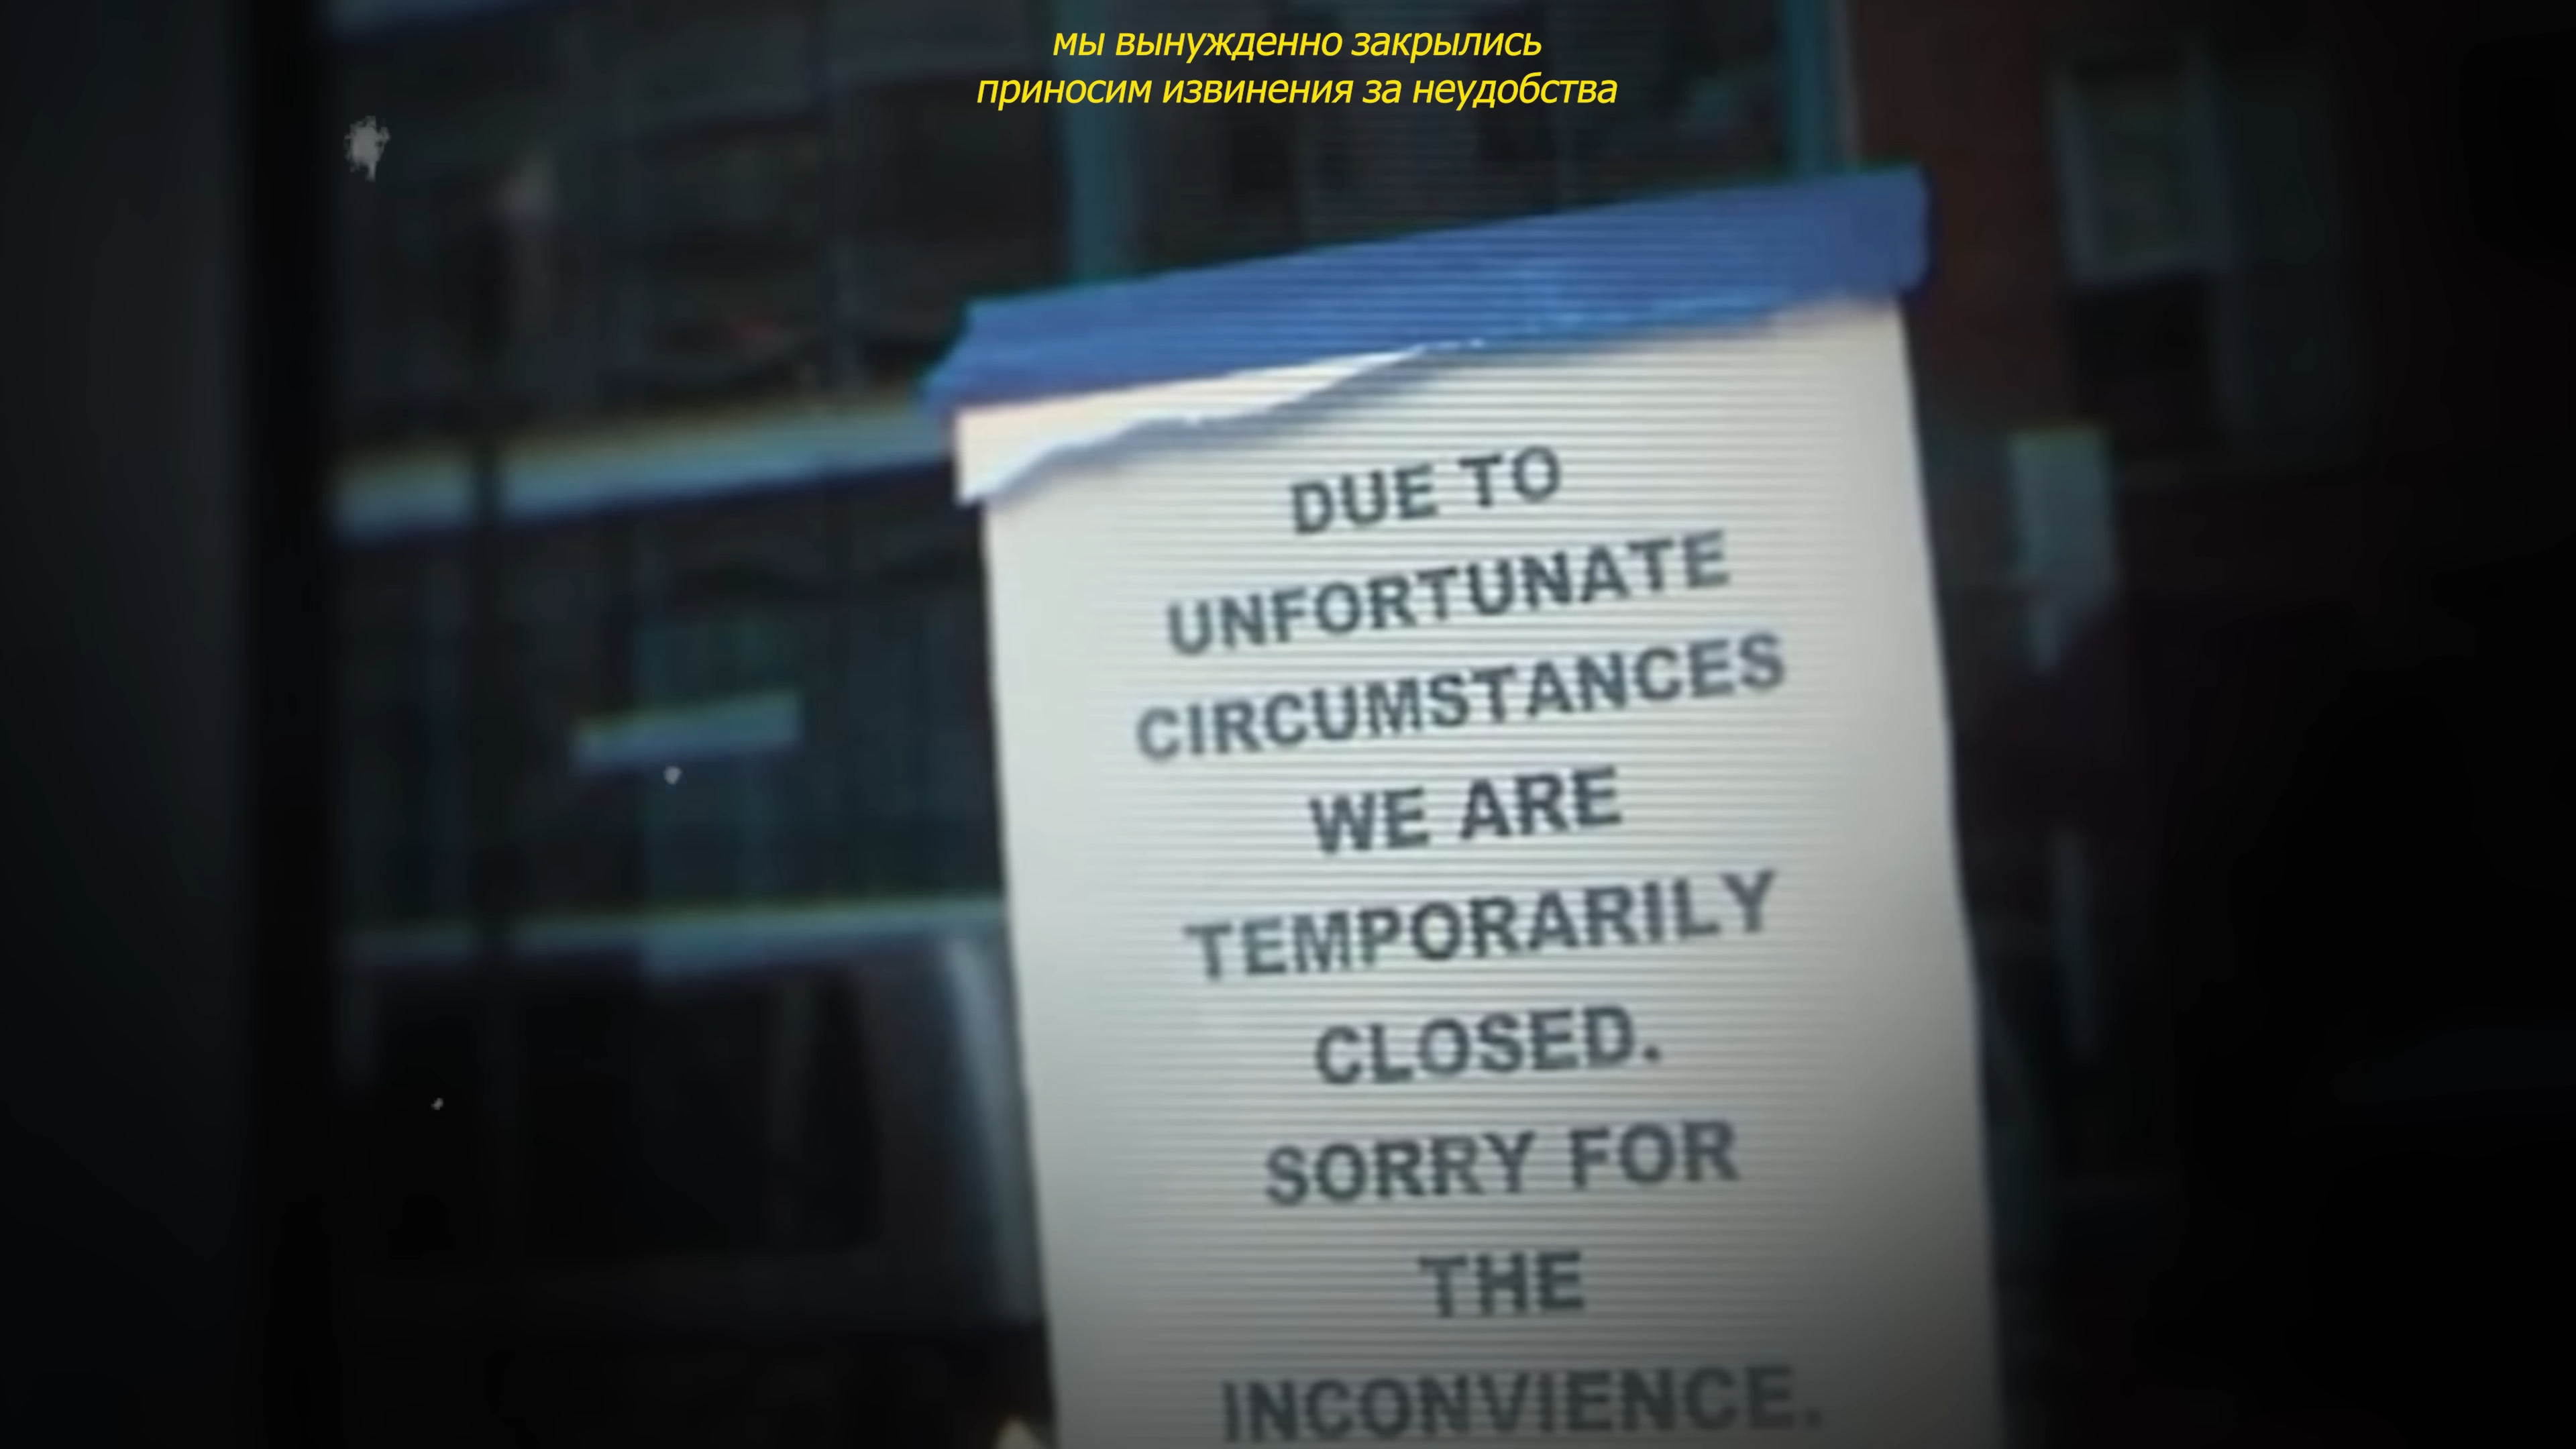 мы вынужденно закрылись
приносим извинения за неудобства
DUE TO
UNFORTUNATE
CIRCUMSTANCES
WE ARE
TEMPORARILY
CLOSED.
SORRY FOR
THE
INCONVIENCE.